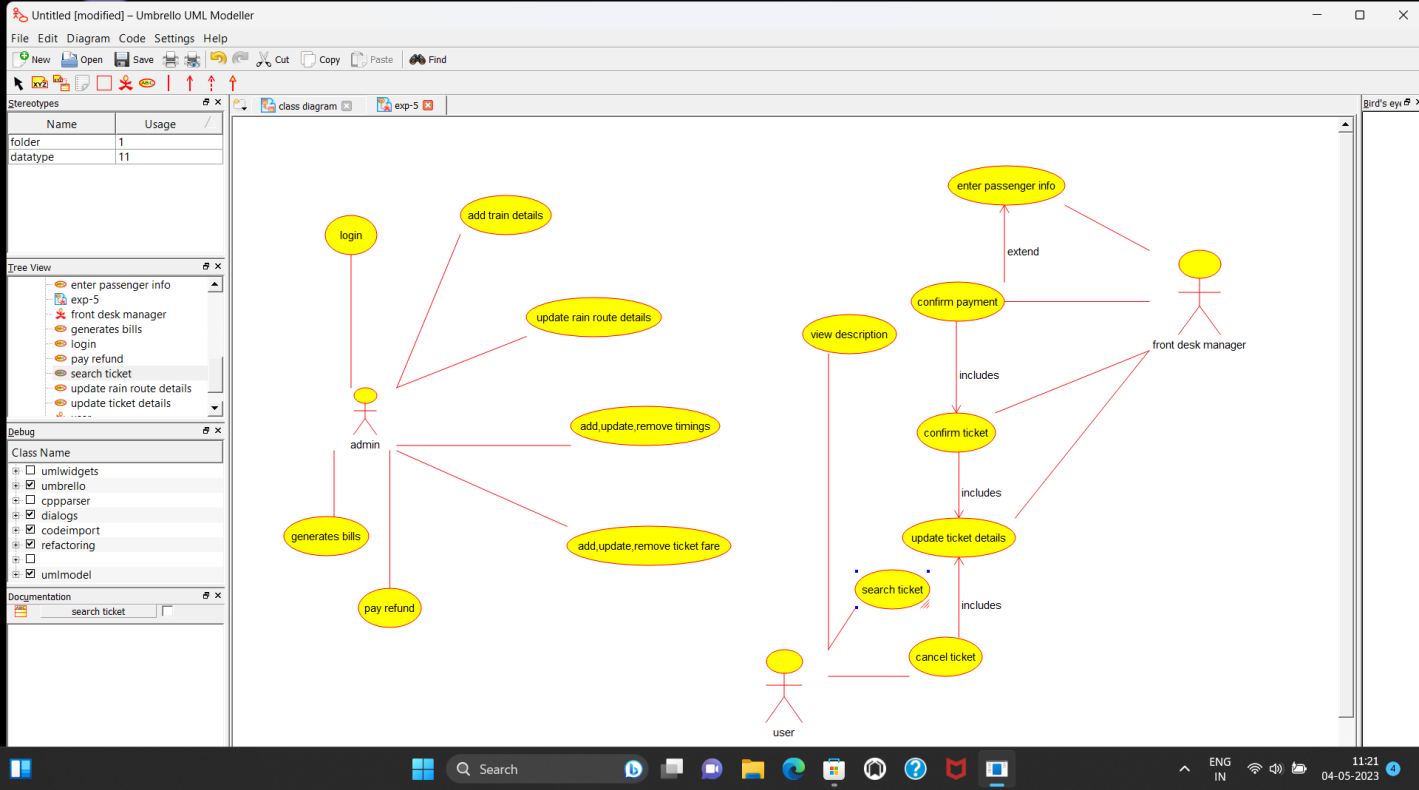 Untitled [modified] – Umbrello UML Modeller
File Edit Diagram Code Settings Help
New Open Save Cut Copy Paste Find
Stereotypes
Name Usage
folder 1
datatype 11
Tree View
enter passenger info
exp-5
front desk manager
generates bills
login
pay refund
search ticket
update rain route details
update ticket details
Debug
Class Name
umlwidgets
umbrello
cppparser
dialogs
codeimport
refactoring
umlmodel
Documentation
search ticket
class diagram exp-5
Bird's ey
login
add train details
update rain route details
add,update,remove timings
admin
add,update,remove ticket fare
generates bills
pay refund
enter passenger info
extend
confirm payment
view description
front desk manager
includes
confirm ticket
includes
update ticket details
search ticket
includes
cancel ticket
user
Search
ENG
IN
11:21
04-05-2023
4